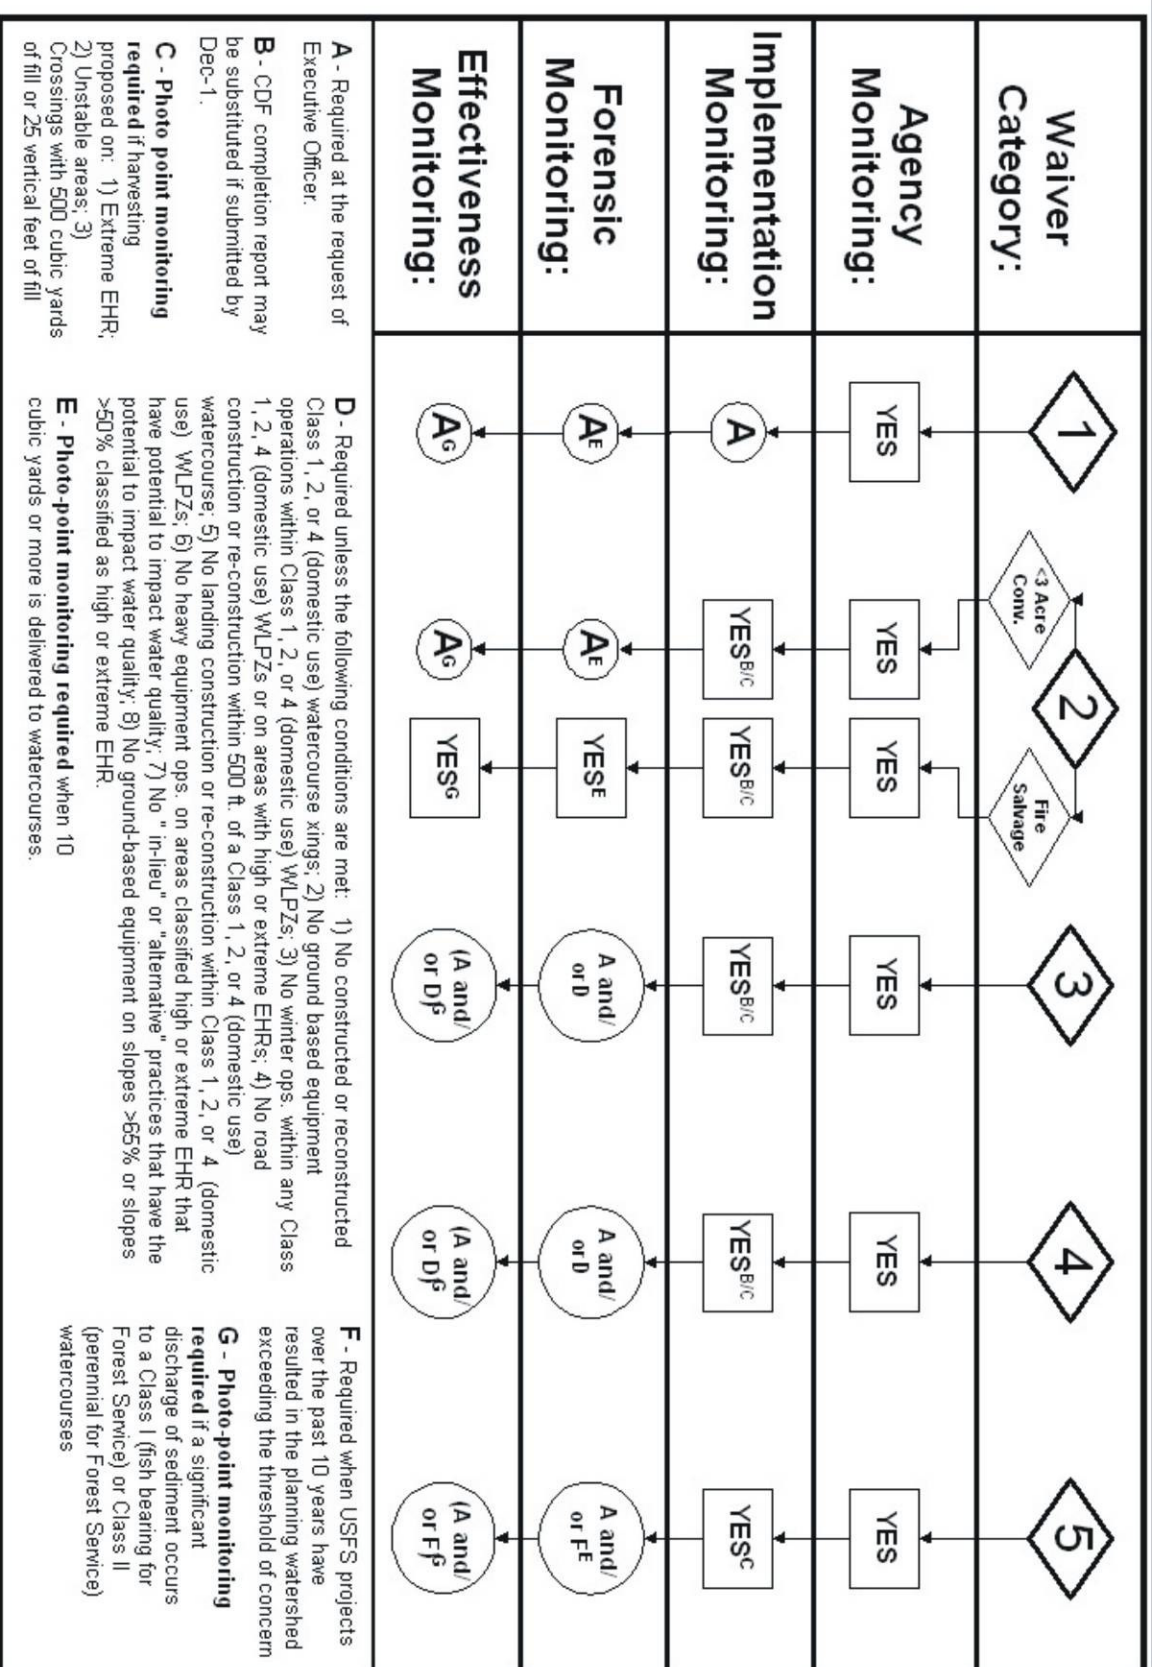 Waiver
Category:
1
<3 Acre
Conv.
2
Fire
Salvage
3
4
5
Agency
Monitoring:
YES
YES
YES
YES
YES
YES
Implementation
Monitoring:
A
YESB/C
YESB/C
YESB/C
YESB/C
YESC
Forensic
Monitoring:
AE
AE
YESE
A and/
or D
A and/
or D
A and/
or FE
Effectiveness
Monitoring:
AG
AG
YESG
(A and/
or D)G
(A and/
or D)G
(A and/
or F)G
A - Required at the request of
Executive Officer.
B - CDF completion report may
be substituted if submitted by
Dec-1.
C - Photo point monitoring
required if harvesting
proposed on: 1) Extreme EHR;
2) Unstable areas; 3)
Crossings with 500 cubic yards
of fill or 25 vertical feet of fill
D - Required unless the following conditions are met: 1) No constructed or reconstructed
Class 1, 2, or 4 (domestic use) watercourse xings; 2) No ground based equipment
operations within Class 1, 2, or 4 (domestic use) WLPZs; 3) No winter ops. within any Class
1, 2, 4 (domestic use) WLPZs or on areas with high or extreme EHRs; 4) No road
construction or re-construction within 500 ft. of a Class 1, 2, or 4 (domestic use)
watercourse; 5) No landing construction or re-construction within Class 1, 2, or 4 (domestic
use) WLPZs; 6) No heavy equipment ops. on areas classified high or extreme EHR that
have potential to impact water quality; 7) No " in-lieu" or "alternative" practices that have the
potential to impact water quality; 8) No ground-based equipment on slopes >65% or slopes
>50% classified as high or extreme EHR.
E - Photo-point monitoring required when 10
cubic yards or more is delivered to watercourses.
F - Required when USFS projects
over the past 10 years have
resulted in the planning watershed
exceeding the threshold of concern
G - Photo-point monitoring
required if a significant
discharge of sediment occurs
to a Class I (fish bearing for
Forest Service) or Class II
(perennial for Forest Service)
watercourses